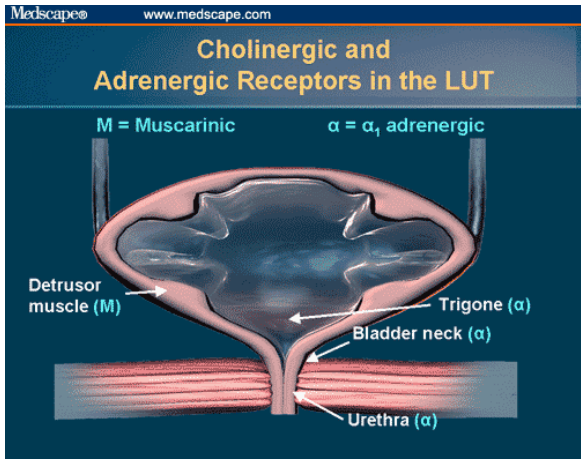 Medscape® www.medscape.com
Cholinergic and
Adrenergic Receptors in the LUT
M = Muscarinic α = α₁ adrenergic
Detrusor
muscle (M)
Trigone (α)
Bladder neck (α)
Urethra (α)